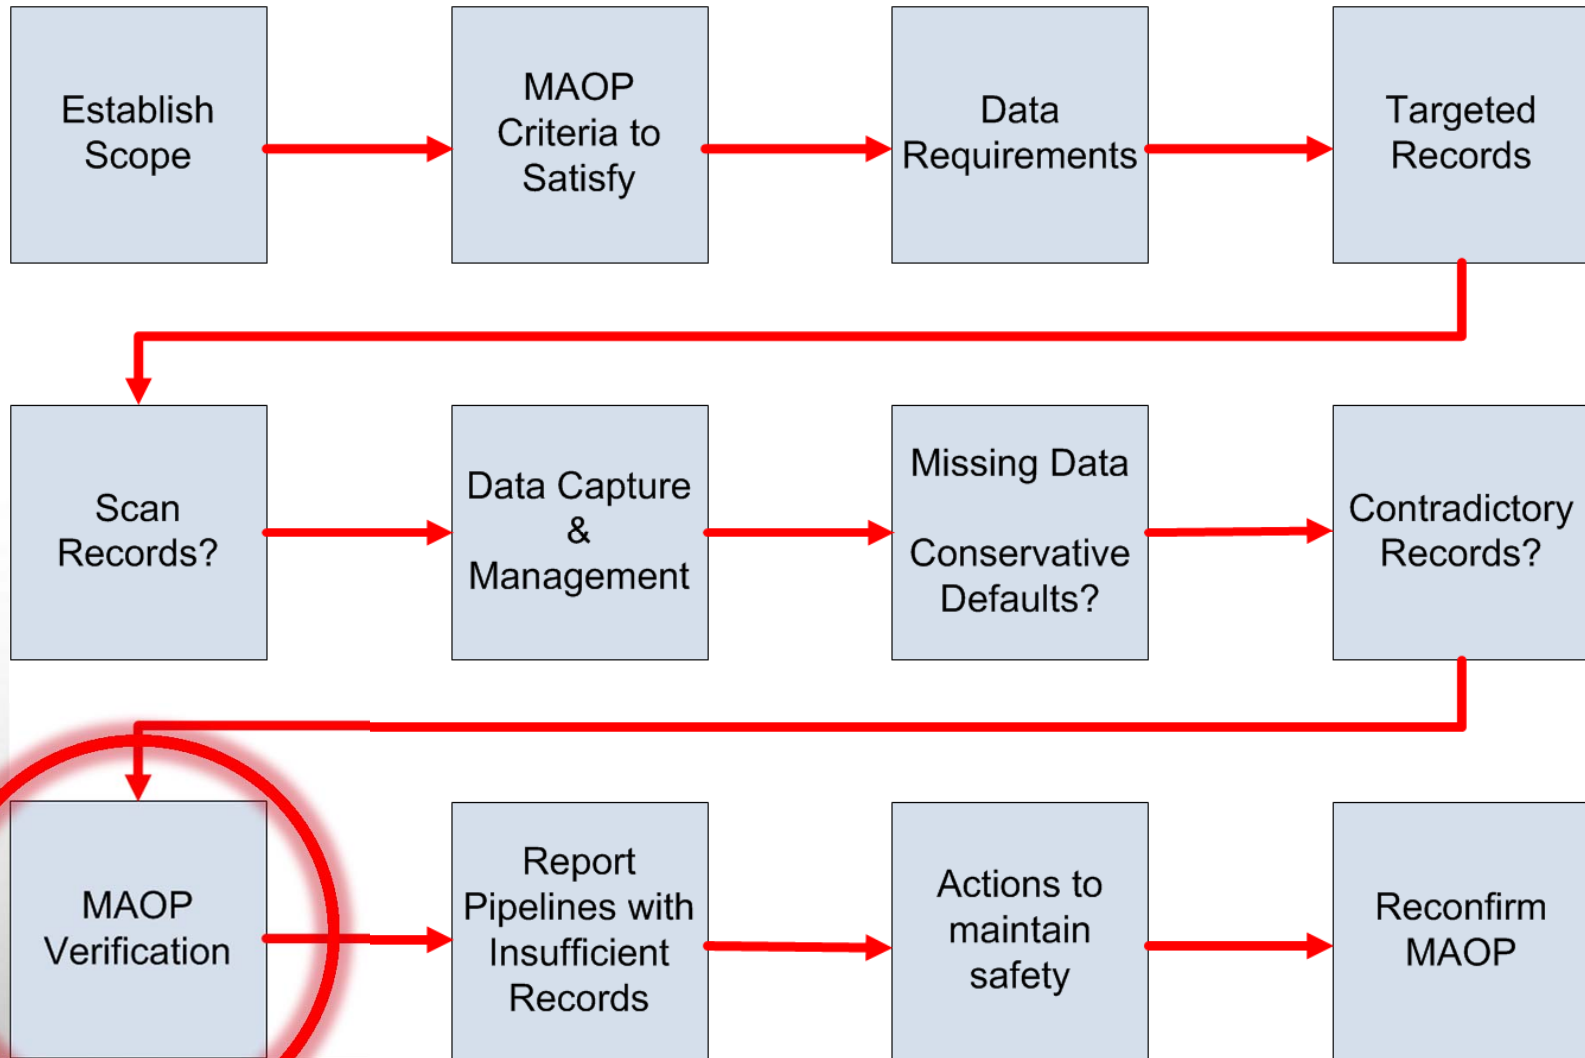 Establish
Scope
MAOP
Criteria to
Satisfy
Data
Requirements
Targeted
Records
Scan
Records?
Data Capture
&
Management
Missing Data
Conservative
Defaults?
Contradictory
Records?
MAOP
Verification
Report
Pipelines with
Insufficient
Records
Actions to
maintain
safety
Reconfirm
MAOP